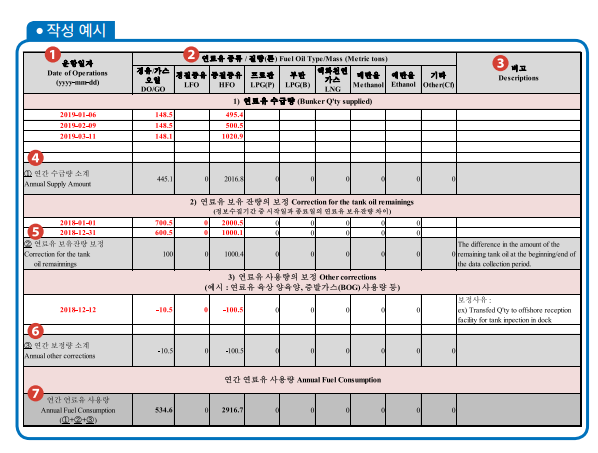 • 작성 예시
1 운항일자
Date of Operations
(yyyy-mm-dd)
2 연료유 종류 / 질량(톤) Fuel Oil Type/Mass (Metric tons)
3 비고
Descriptions
경유/가스 오일 DO/GO 경질중유 LFO 중질중유 HFO 프로판 LPG(P) 부탄 LPG(B) 액화천연 가스 LNG 메탄올 Methanol 에탄올 Ethanol 기타 Other(Cf)
1) 연료유 수급량 (Bunker Q'ty supplied)
2019-01-06 148.5 495.4
2019-02-09 148.5 500.5
2019-03-11 148.1 1020.9
4
① 연간 수급량 소계
Annual Supply Amount 445.1 0 2016.8 0 0 0 0 0 0
2) 연료유 보유 잔량의 보정 Correction for the tank oil remainings
(정보수집기간 중 시작일과 종료일의 연료유 보유잔량 차이)
2018-01-01 700.5 0 2000.5 0 0 0 0 0
5 2018-12-31 600.5 0 1000.1 0 0 0 0 0
② 연료유 보유잔량 보정
Correction for the tank
oil remainnings 100 0 1000.4 0 0 0 0 0 0
The difference in the amount of the
remaining tank oil at the beginning/end of
the data collection period.
3) 연료유 사용량의 보정 Other corrections
(예시 : 연료유 육상 양육양, 증발가스(BOG) 사용량 등)
2018-12-12 -10.5 0 -100.5 0 0 0 0 0
보정사유 :
ex) Transfed Q'ty to offshore reception
facility for tank inpection in dock
6
③ 연간 보정량 소계
Annual other corrections -10.5 0 -100.5 0 0 0 0 0 0
연간 연료유 사용량 Annual Fuel Consumption
7
연간 연료유 사용량
Annual Fuel Consumption
(①+②+③) 534.6 0 2916.7 0 0 0 0 0 0